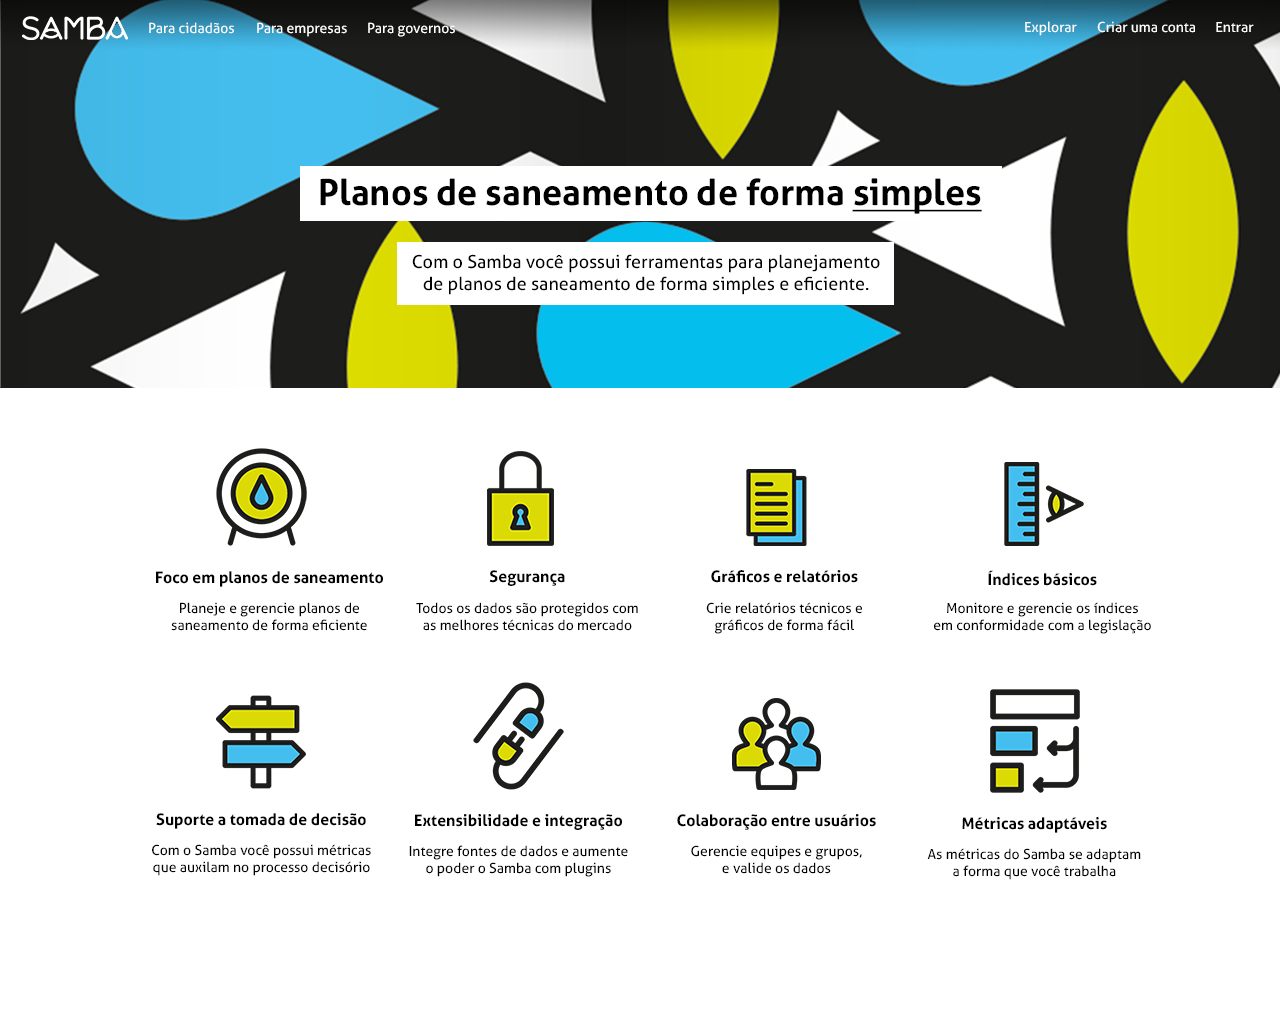 SAMBA Para cidadãos Para empresas Para governos Explorar Criar uma conta Entrar
Planos de saneamento de forma simples
Com o Samba você possui ferramentas para planejamento
de planos de saneamento de forma simples e eficiente.
Foco em planos de saneamento
Planeje e gerencie planos de
saneamento de forma eficiente
Segurança
Todos os dados são protegidos com
as melhores técnicas do mercado
Gráficos e relatórios
Crie relatórios técnicos e
gráficos de forma fácil
Índices básicos
Monitore e gerencie os índices
em conformidade com a legislação
Suporte a tomada de decisão
Com o Samba você possui métricas
que auxilam no processo decisório
Extensibilidade e integração
Integre fontes de dados e aumente
o poder o Samba com plugins
Colaboração entre usuários
Gerencie equipes e grupos,
e valide os dados
Métricas adaptáveis
As métricas do Samba se adaptam
a forma que você trabalha